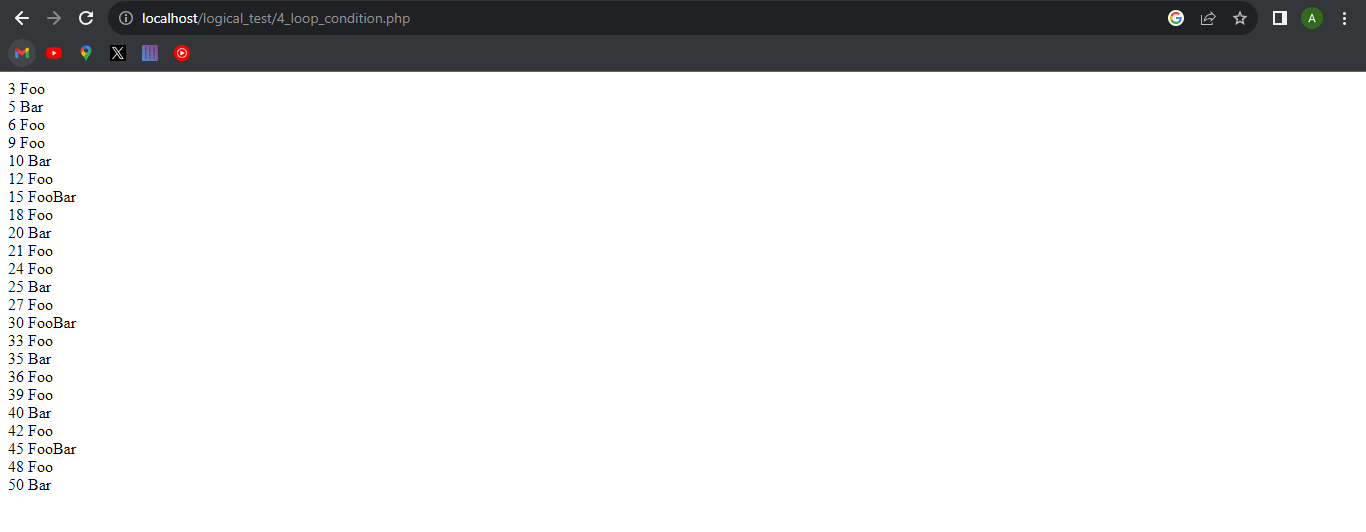 localhost/logical_test/4_loop_condition.php
A
3 Foo
5 Bar
6 Foo
9 Foo
10 Bar
12 Foo
15 FooBar
18 Foo
20 Bar
21 Foo
24 Foo
25 Bar
27 Foo
30 FooBar
33 Foo
35 Bar
36 Foo
39 Foo
40 Bar
42 Foo
45 FooBar
48 Foo
50 Bar